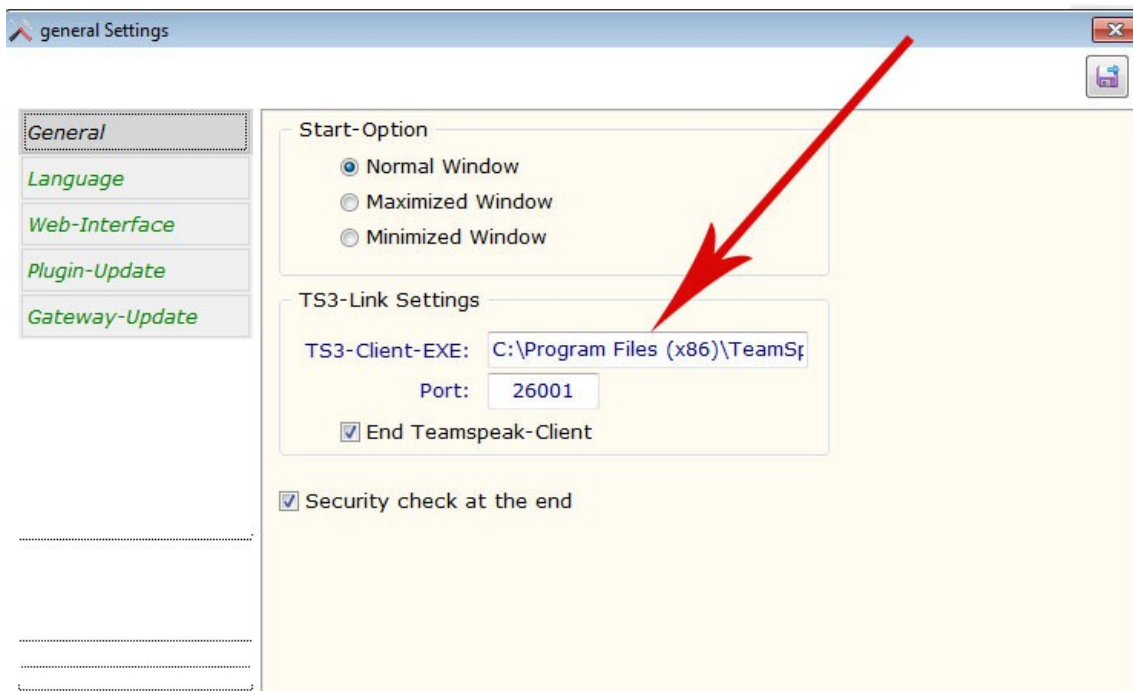 general Settings
General
Language
Web-Interface
Plugin-Update
Gateway-Update
Start-Option
Normal Window
Maximized Window
Minimized Window
TS3-Link Settings
TS3-Client-EXE: C:\Program Files (x86)\TeamSp
Port: 26001
End Teamspeak-Client
Security check at the end